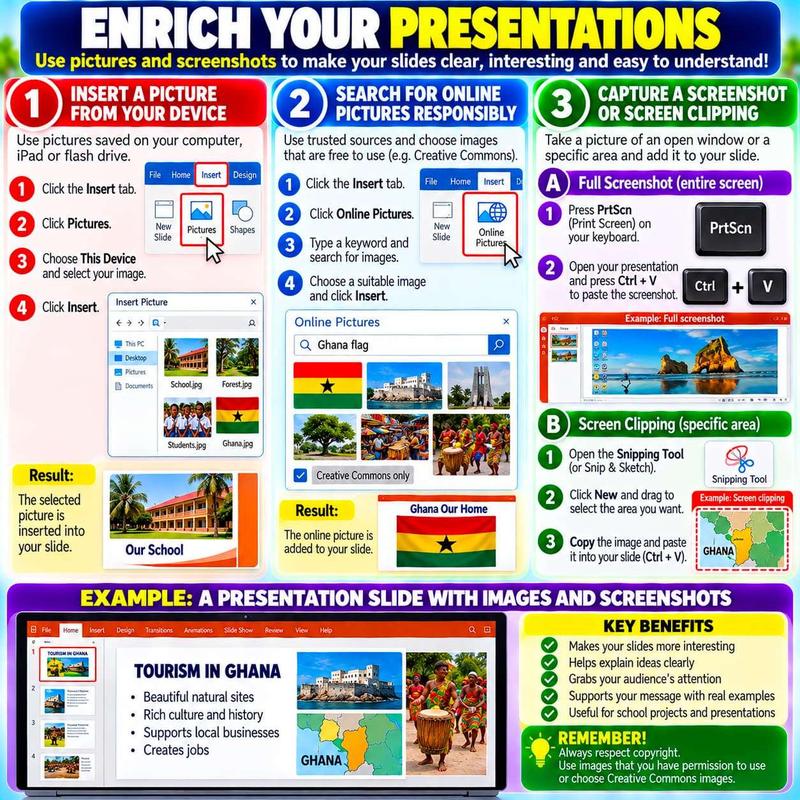 ENRICH YOUR PRESENTATIONS
Use pictures and screenshots to make your slides clear, interesting and easy to understand!
1
INSERT A PICTURE
FROM YOUR DEVICE
Use pictures saved on your computer,
iPad or flash drive.
1 Click the Insert tab.
2 Click Pictures.
3 Choose This Device
and select your image.
4 Click Insert.
File Home Insert Design
New
Slide
Pictures
Shapes
Insert Picture
This PC
Desktop
Pictures
Documents
School.jpg
Forest.jpg
Students.jpg
Ghana.jpg
Result:
The selected
picture is
inserted into
your slide.
Our School
2
SEARCH FOR ONLINE
PICTURES RESPONSIBLY
Use trusted sources and choose images
that are free to use (e.g. Creative Commons).
1 Click the Insert tab.
2 Click Online Pictures.
3 Type a keyword and
search for images.
4 Choose a suitable image
and click Insert.
File Home Insert D
New
Slide
Online
Pictures
Online Pictures
Ghana flag
Creative Commons only
Result:
The online picture is
added to your slide.
Ghana Our Home
3
CAPTURE A SCREENSHOT
OR SCREEN CLIPPING
Take a picture of an open window or a
specific area and add it to your slide.
A Full Screenshot (entire screen)
1 Press PrtScn
(Print Screen) on
your keyboard.
PrtScn
2 Open your presentation
and press Ctrl + V
to paste the screenshot.
Ctrl + V
Example: Full screenshot
B Screen Clipping (specific area)
1 Open the Snipping Tool
(or Snip & Sketch).
Snipping Tool
2 Click New and drag to
select the area you want.
3 Copy the image and paste
it into your slide (Ctrl + V).
Example: Screen clipping
GHANA
EXAMPLE: A PRESENTATION SLIDE WITH IMAGES AND SCREENSHOTS
File Home Insert Design Transitions Animations Slide Show Review View Help
1
TOURISM IN GHANA
2
3
4
TOURISM IN GHANA
• Beautiful natural sites
• Rich culture and history
• Supports local businesses
• Creates jobs
GHANA
KEY BENEFITS
Makes your slides more interesting
Helps explain ideas clearly
Grabs your audience's attention
Supports your message with real examples
Useful for school projects and presentations
REMEMBER!
Always respect copyright.
Use images that you have permission to use
or choose Creative Commons images.